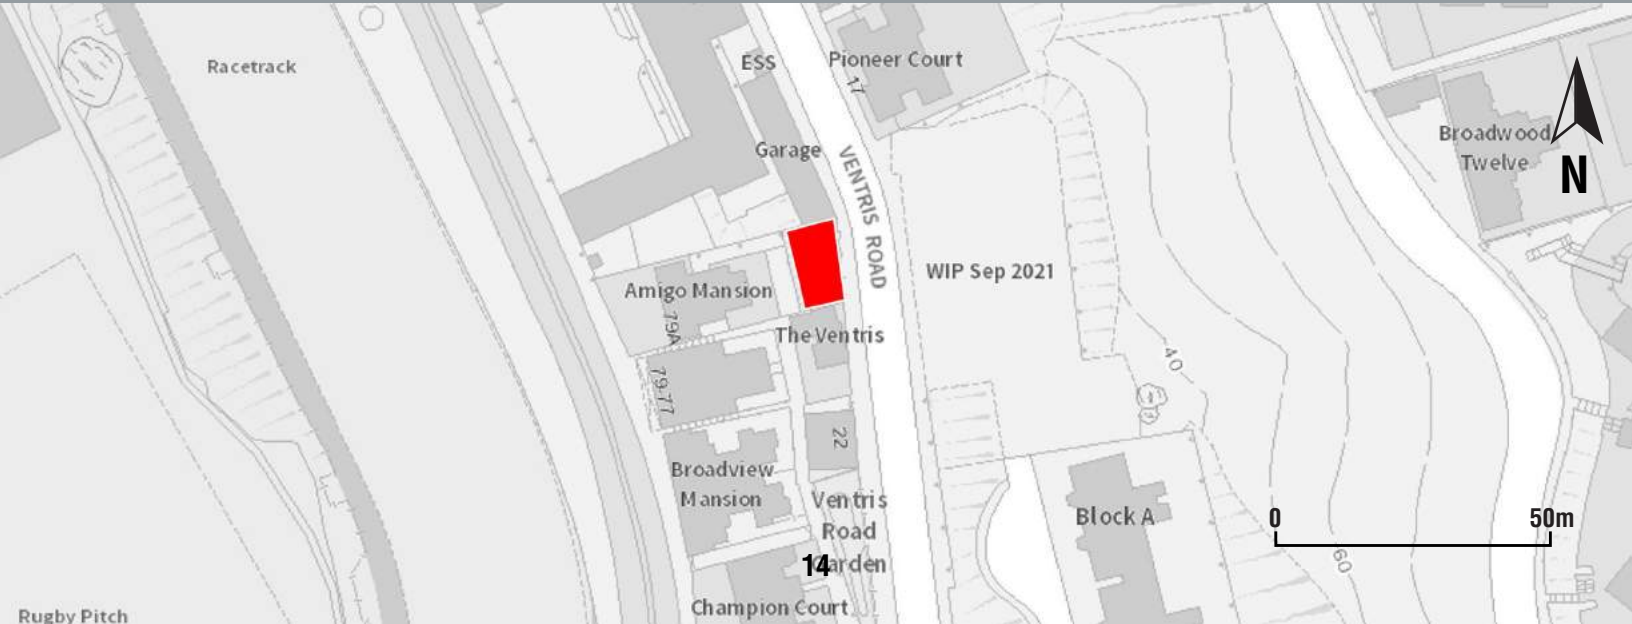 ESS
Pioneer Court
17
Racetrack
Broadwood
Twelve
N
Garage
VENTRIS ROAD
WIP Sep 2021
Amigo Mansion
79A
The Ventris
40
79-77
22
Broadview
Mansion
Ventris
Road
Garden
14
Block A
0
50m
60
Champion Court
Rugby Pitch